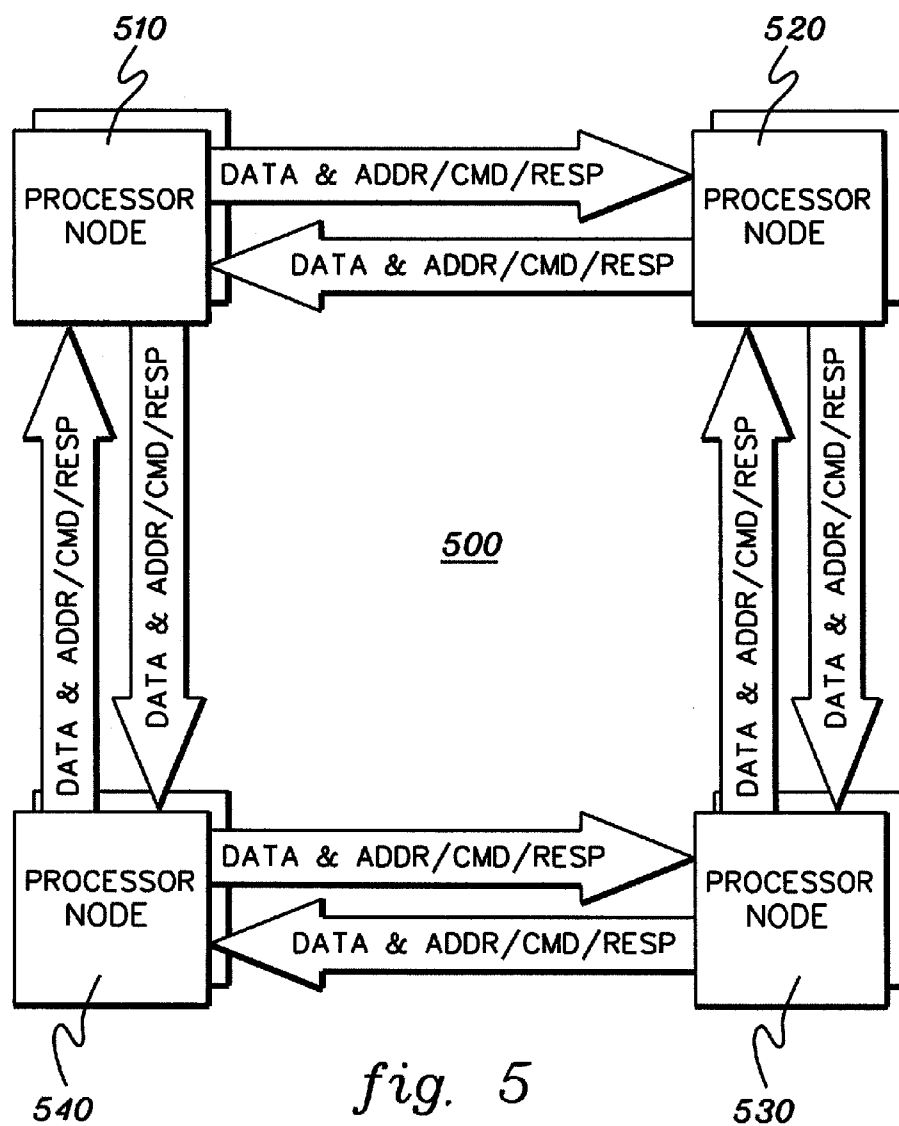 510
520
PROCESSOR
NODE
DATA & ADDR/CMD/RESP
DATA & ADDR/CMD/RESP
PROCESSOR
NODE
DATA & ADDR/CMD/RESP
DATA & ADDR/CMD/RESP
500
DATA & ADDR/CMD/RESP
DATA & ADDR/CMD/RESP
PROCESSOR
NODE
DATA & ADDR/CMD/RESP
DATA & ADDR/CMD/RESP
PROCESSOR
NODE
540
fig. 5
530